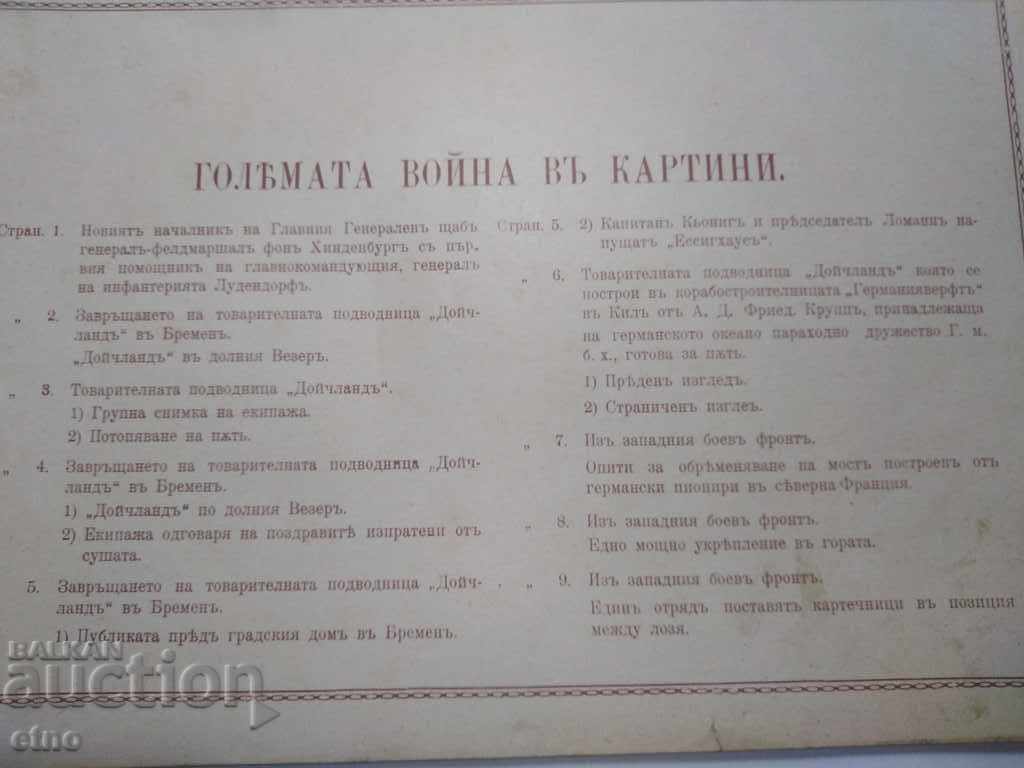 ГОЛѢМАТА ВОЙНА ВЪ КАРТИНИ.
Стран. 1. Новиятъ началникъ на Главния Генераленъ щабъ
генералъ-фелдмаршалъ фонъ Хинденбургъ съ пър-
вия помощникъ на главнокомандующия, генералъ
на инфантерията Лудендорфъ.
„ 2. Завръщането на товарителната подводница „Дойч-
ландъ“ въ Бременъ.
„Дойчландъ“ въ долния Везеръ.
„ 3. Товарителната подводница „Дойчландъ“.
1) Групна снимка на екипажа.
2) Потопяване на пѫть.
„ 4. Завръщането на товарителната подводница „Дойч-
ландъ“ въ Бременъ.
1) „Дойчландъ“ по долния Везеръ.
2) Екипажа одговаря на поздравитѣ изпратени отъ
сушата.
5. Завръщането на товарителната подводница „Дойч-
ландъ“ въ Бременъ.
1) Публиката прѣдъ градския домъ въ Бременъ.
Стран. 5. 2) Капитанъ Кьонигъ и прѣдседателъ Ломанъ на-
пущатъ „Ессигхаусъ“.
„ 6. Товарителната подводница „Дойчландъ“ която се
построи въ корабостроителницата „Германияверфтъ“
въ Килъ отъ А. Д. Фриед. Круппъ, принадлежаща
на германското океано параходно дружество Г. м.
б. х., готова за пѫть.
1) Прѣденъ изгледъ.
2) Страниченъ изглеъ.
„ 7. Изъ западния боевъ фронтъ.
Опити за обрѣменяване на мостъ построенъ отъ
германски пионири въ сѣверна Франция.
„ 8. Изъ западния боевъ фронтъ.
Едно мощно укрѣпление въ гората.
„ 9. Изъ западния боевъ фронтъ.
Единъ отрядъ поставятъ картечници въ позиция
между лозя.
BALKAN
auction
etno